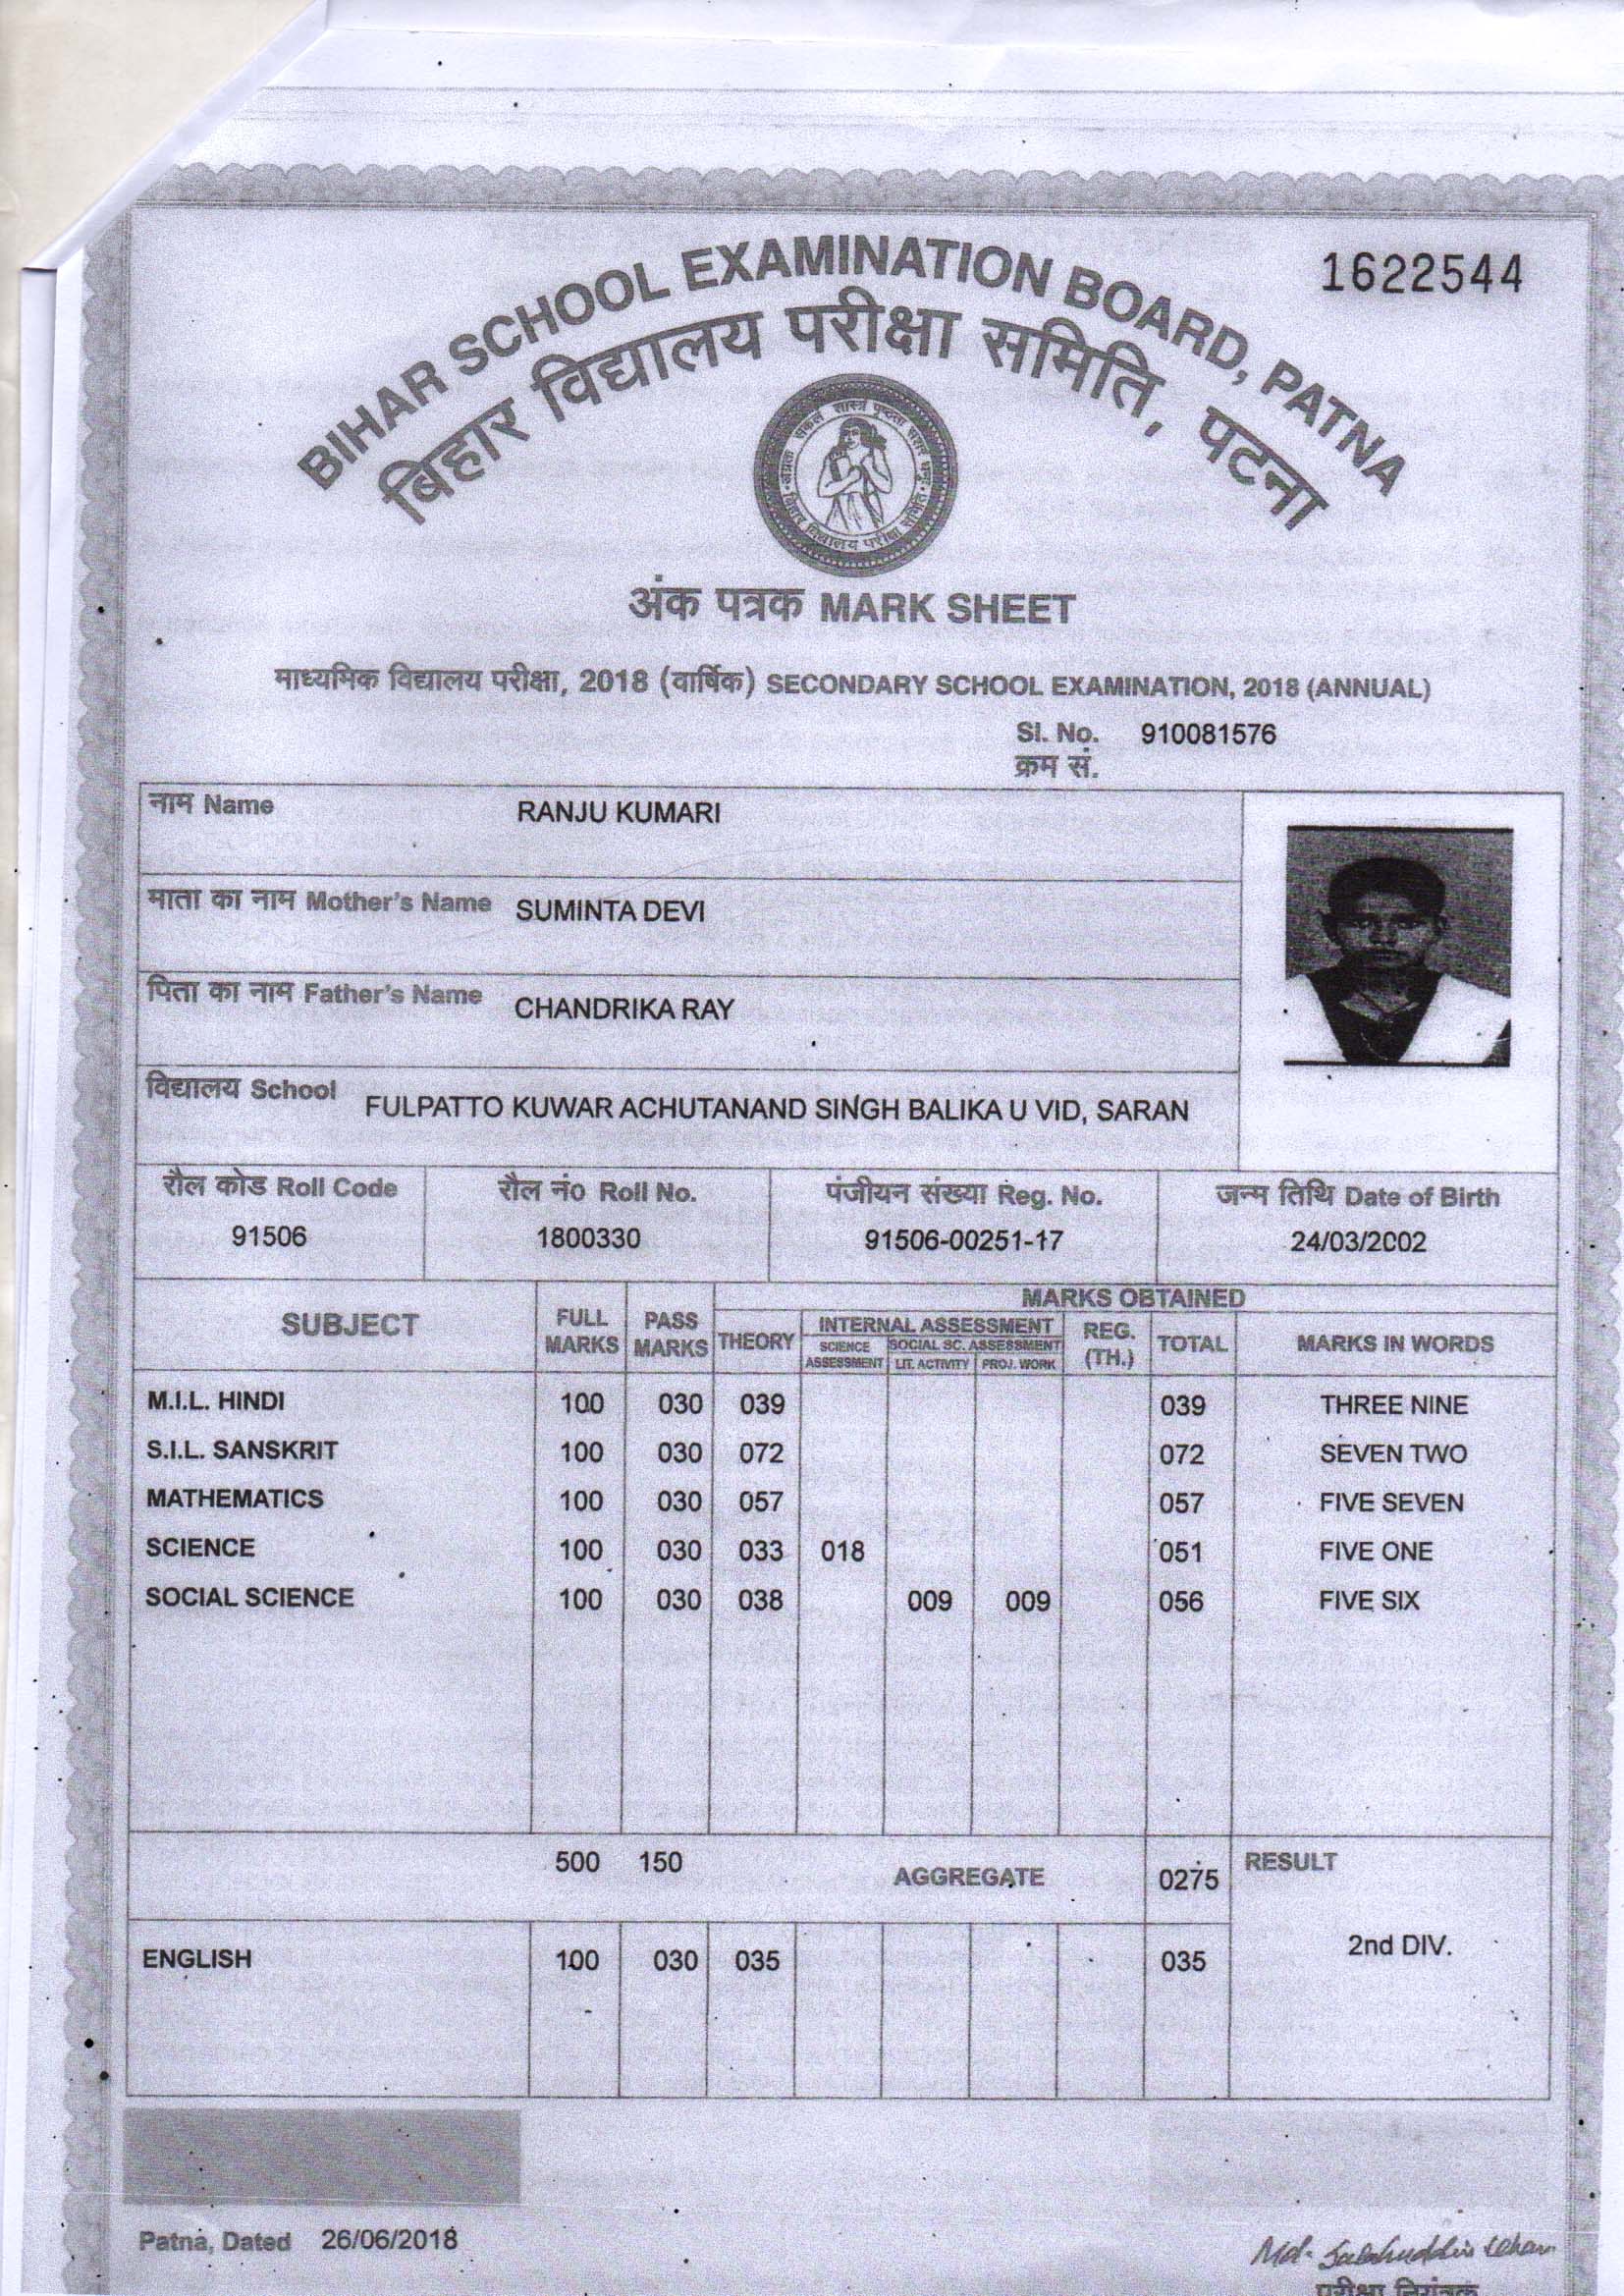 1622544
BIHAR SCHOOL EXAMINATION BOARD, PATNA
बिहार विद्यालय परीक्षा समिति, पटना
अंक पत्रक MARK SHEET
माध्यमिक विद्यालय परीक्षा, 2018 (वार्षिक) SECONDARY SCHOOL EXAMINATION, 2018 (ANNUAL)
Sl. No. 910081576
क्रम सं.
नाम Name RANJU KUMARI
माता का नाम Mother's Name SUMINTA DEVI
पिता का नाम Father's Name CHANDRIKA RAY
विद्यालय School FULPATTO KUWAR ACHUTANAND SINGH BALIKA U VID, SARAN
रौल कोड Roll Code रौल नं० Roll No. पंजीयन संख्या Reg. No. जन्म तिथि Date of Birth
91506 1800330 91506-00251-17 24/03/2002
SUBJECT FULL MARKS PASS MARKS MARKS OBTAINED
THEORY INTERNAL ASSESSMENT REG. (TH.) TOTAL MARKS IN WORDS
SCIENCE ASSESSMENT SOCIAL SC. ASSESSMENT
LIT. ACTIVITY PROJ. WORK
M.I.L. HINDI 100 030 039 039 THREE NINE
S.I.L. SANSKRIT 100 030 072 072 SEVEN TWO
MATHEMATICS 100 030 057 057 FIVE SEVEN
SCIENCE 100 030 033 018 051 FIVE ONE
SOCIAL SCIENCE 100 030 038 009 009 056 FIVE SIX
500 150 AGGREGATE 0275 RESULT
2nd DIV.
ENGLISH 100 030 035 035
Patna, Dated 26/06/2018
परीक्षा नियंत्रक